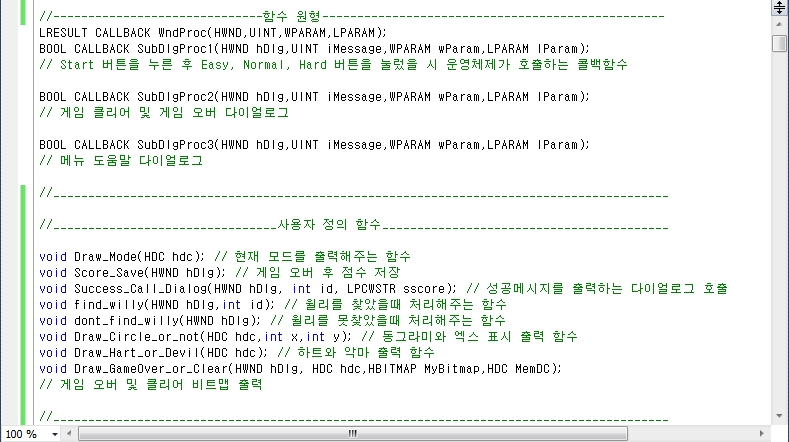 //---------------------------함수 원형--------------------------------------------
LRESULT CALLBACK WndProc(HWND,UINT,WPARAM,LPARAM);
BOOL CALLBACK SubDlgProc1(HWND hDlg,UINT iMessage,WPARAM wParam,LPARAM lParam);
// Start 버튼을 누른 후 Easy, Normal, Hard 버튼을 눌렀을 시 운영체제가 호출하는 콜백함수
BOOL CALLBACK SubDlgProc2(HWND hDlg,UINT iMessage,WPARAM wParam,LPARAM lParam);
// 게임 클리어 및 게임 오버 다이얼로그
BOOL CALLBACK SubDlgProc3(HWND hDlg,UINT iMessage,WPARAM wParam,LPARAM lParam);
// 메뉴 도움말 다이얼로그
//________________________________________________________________________________
//_____________________________사용자 정의 함수_____________________________________
void Draw_Mode(HDC hdc); // 현재 모드를 출력해주는 함수
void Score_Save(HWND hDlg); // 게임 오버 후 점수 저장
void Success_Call_Dialog(HWND hDlg, int id, LPCWSTR sscore); // 성공메시지를 출력하는 다이얼로그 호출
void find_willy(HWND hDlg,int id); // 윌리를 찾았을때 처리해주는 함수
void dont_find_willy(HWND hDlg); // 윌리를 못찾았을때 처리해주는 함수
void Draw_Circle_or_not(HDC hdc,int x,int y); // 동그라미와 엑스 표시 출력 함수
void Draw_Hart_or_Devil(HDC hdc); // 하트와 악마 출력 함수
void Draw_GameOver_or_Clear(HWND hDlg, HDC hdc,HBITMAP MyBitmap,HDC MemDC);
// 게임 오버 및 클리어 비트맵 출력
//________________________________________________________________________________
100 %